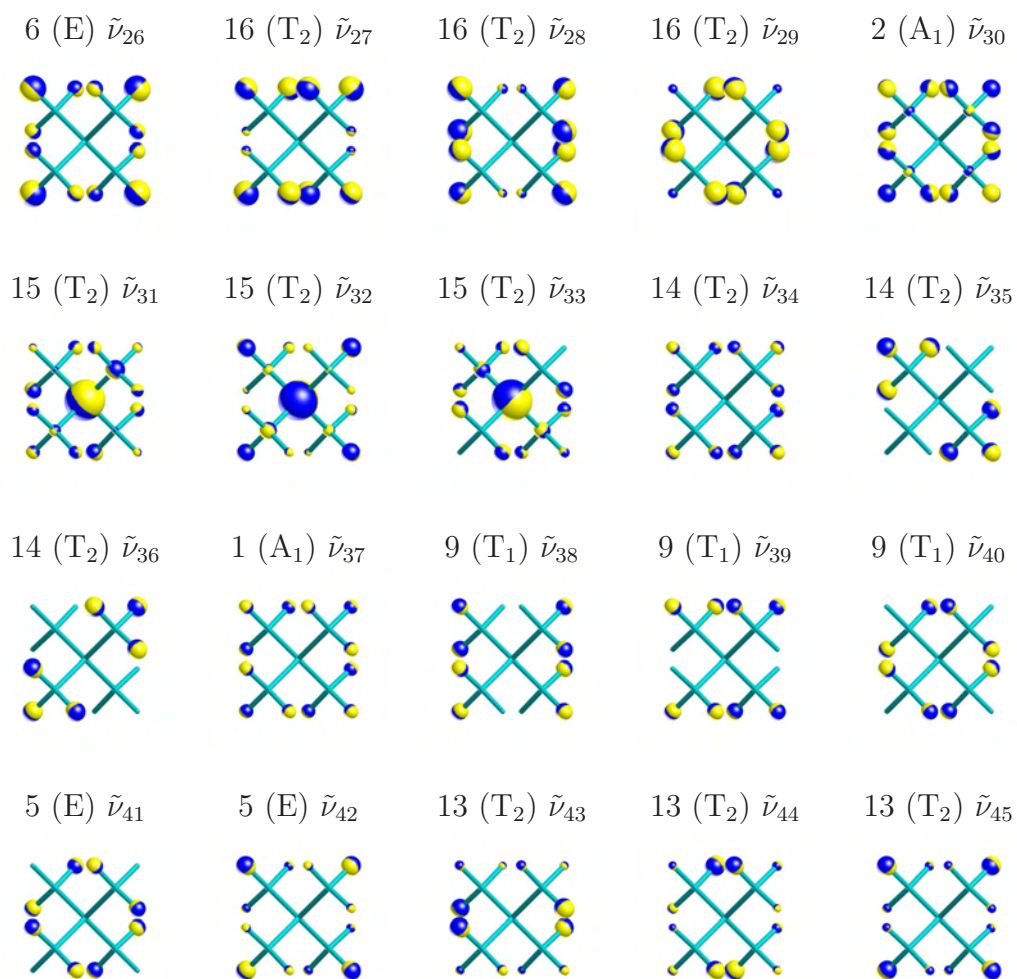 6 (E) ν̃₂₆ 16 (T₂) ν̃₂₇ 16 (T₂) ν̃₂₈ 16 (T₂) ν̃₂₉ 2 (A₁) ν̃₃₀
15 (T₂) ν̃₃₁ 15 (T₂) ν̃₃₂ 15 (T₂) ν̃₃₃ 14 (T₂) ν̃₃₄ 14 (T₂) ν̃₃₅
14 (T₂) ν̃₃₆ 1 (A₁) ν̃₃₇ 9 (T₁) ν̃₃₈ 9 (T₁) ν̃₃₉ 9 (T₁) ν̃₄₀
5 (E) ν̃₄₁ 5 (E) ν̃₄₂ 13 (T₂) ν̃₄₃ 13 (T₂) ν̃₄₄ 13 (T₂) ν̃₄₅